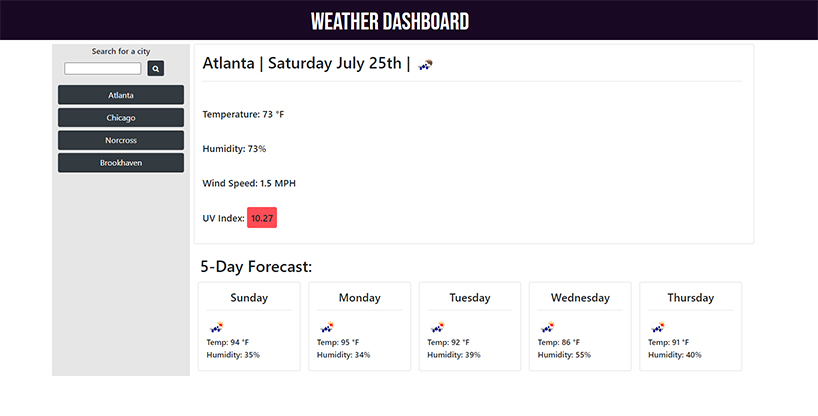 WEATHER DASHBOARD
Search for a city
Atlanta
Chicago
Norcross
Brookhaven
Atlanta | Saturday July 25th |
Temperature: 73 °F
Humidity: 73%
Wind Speed: 1.5 MPH
UV Index: 10.27
5-Day Forecast:
Sunday
Temp: 94 °F
Humidity: 35%
Monday
Temp: 95 °F
Humidity: 34%
Tuesday
Temp: 92 °F
Humidity: 39%
Wednesday
Temp: 86 °F
Humidity: 55%
Thursday
Temp: 91 °F
Humidity: 40%